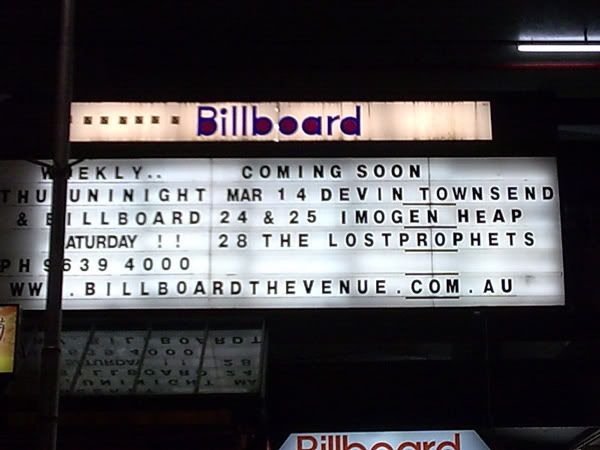 Billboard
WEEKLY.. COMING SOON
THU UNINIGHT MAR 14 DEVIN TOWNSEND
& BILLBOARD 24 & 25 IMOGEN HEAP
SATURDAY !! 28 THE LOSTPROPHETS
PH 9639 4000
WWW.BILLBOARDTHEVENUE.COM.AU
Billboard